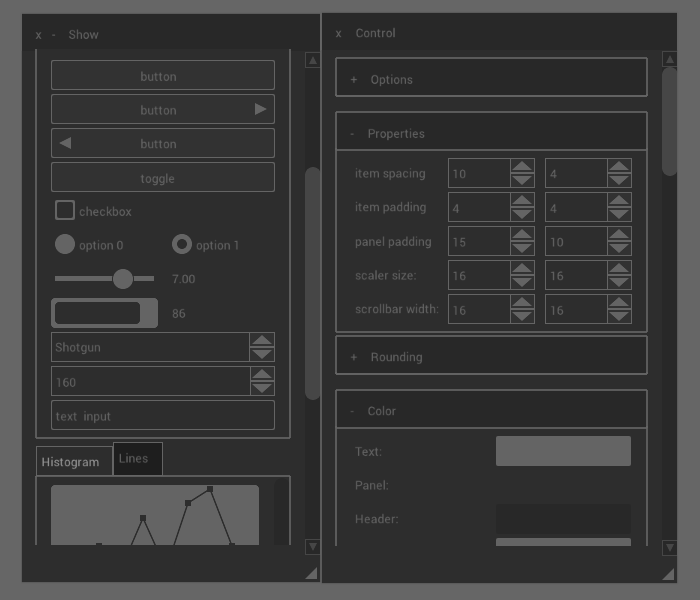 x - Show
button
button
button
toggle
checkbox
option 0 option 1
7.00
86
Shotgun
160
text input
Histogram Lines
x Control
+ Options
- Properties
item spacing 10 4
item padding 4 4
panel padding 15 10
scaler size: 16 16
scrollbar width: 16 16
+ Rounding
- Color
Text:
Panel:
Header: